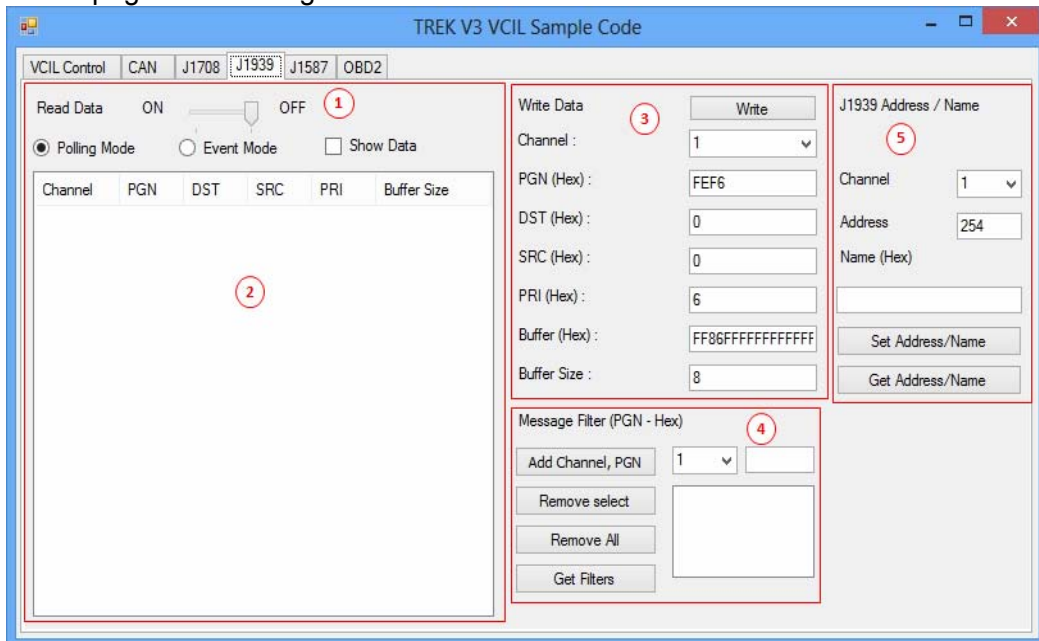 TREK V3 VCIL Sample Code
VCIL Control CAN J1708 J1939 J1587 OBD2
Read Data ON OFF 1
Polling Mode Event Mode Show Data
Channel PGN DST SRC PRI Buffer Size
2
Write Data Write
3
Channel : 1
PGN (Hex) : FEF6
DST (Hex) : 0
SRC (Hex) : 0
PRI (Hex) : 6
Buffer (Hex) : FF86FFFFFFFFFFFF
Buffer Size : 8
Message Filter (PGN - Hex)
4
Add Channel, PGN 1
Remove select
Remove All
Get Filters
J1939 Address / Name
5
Channel 1
Address 254
Name (Hex)
Set Address/Name
Get Address/Name